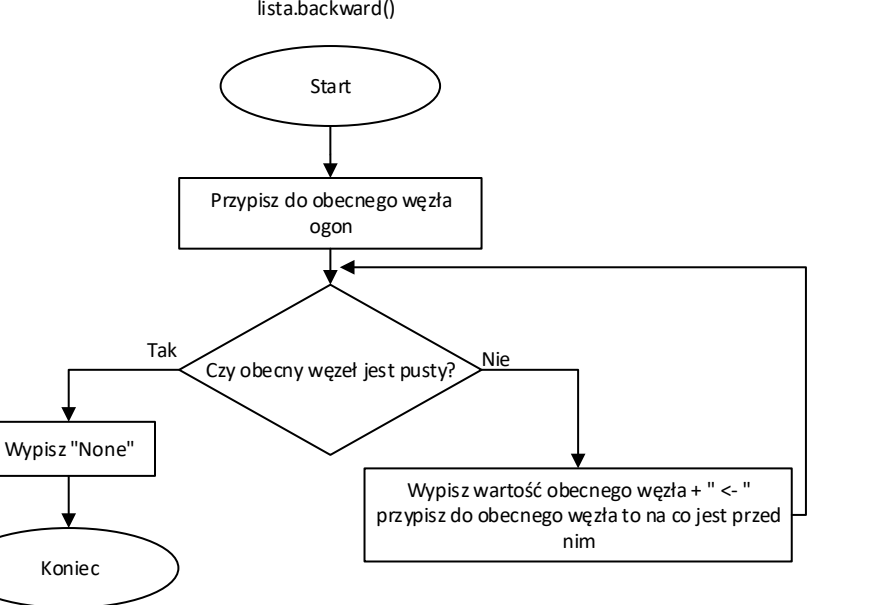 lista.backward()
Start
Przypisz do obecnego węzła
ogon
Tak
Czy obecny węzeł jest pusty?
Nie
Wypisz "None"
Wypisz wartość obecnego węzła + " <- "
przypisz do obecnego węzła to na co jest przed
nim
Koniec